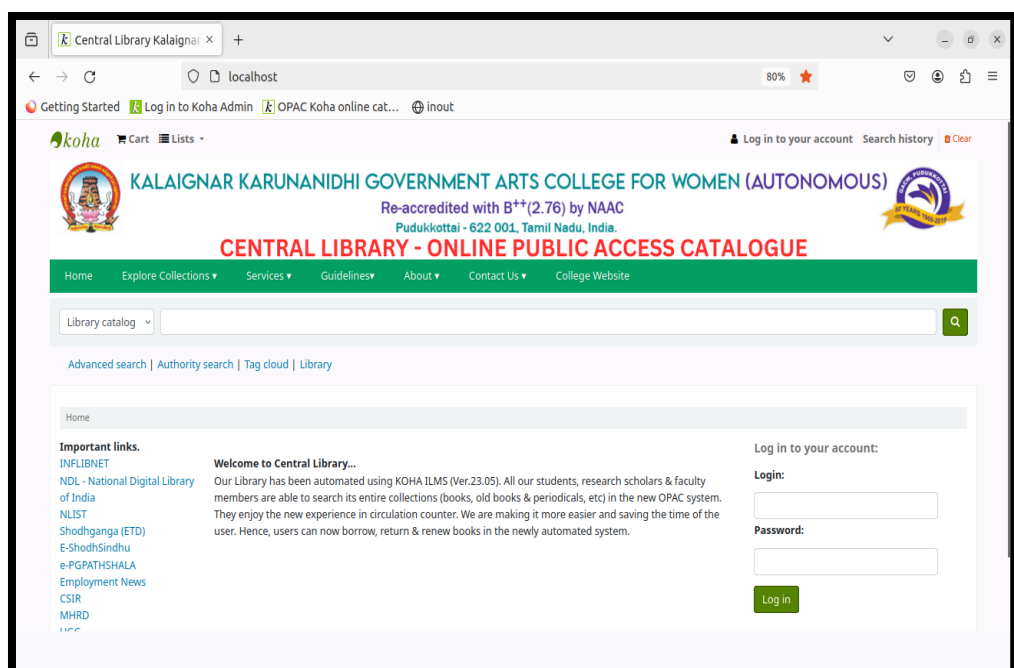 Central Library Kalaignar
localhost
80%
Getting Started Log in to Koha Admin OPAC Koha online cat... inout
koha Cart Lists Log in to your account Search history Clear
KALAIGNAR KARUNANIDHI GOVERNMENT ARTS COLLEGE FOR WOMEN (AUTONOMOUS)
Re-accredited with B++(2.76) by NAAC
Pudukkottai - 622 001, Tamil Nadu, India.
CENTRAL LIBRARY - ONLINE PUBLIC ACCESS CATALOGUE
Home Explore Collections ▾ Services ▾ Guidelines▾ About ▾ Contact Us ▾ College Website
Library catalog
Advanced search | Authority search | Tag cloud | Library
Home
Important links.
INFLIBNET
NDL - National Digital Library
of India
NLIST
Shodhganga (ETD)
E-ShodhSindhu
e-PGPATHSHALA
Employment News
CSIR
MHRD
UGC
Welcome to Central Library...
Our Library has been automated using KOHA ILMS (Ver.23.05). All our students, research scholars & faculty
members are able to search its entire collections (books, old books & periodicals, etc) in the new OPAC system.
They enjoy the new experience in circulation counter. We are making it more easier and saving the time of the
user. Hence, users can now borrow, return & renew books in the newly automated system.
Log in to your account:
Login:
Password:
Log in